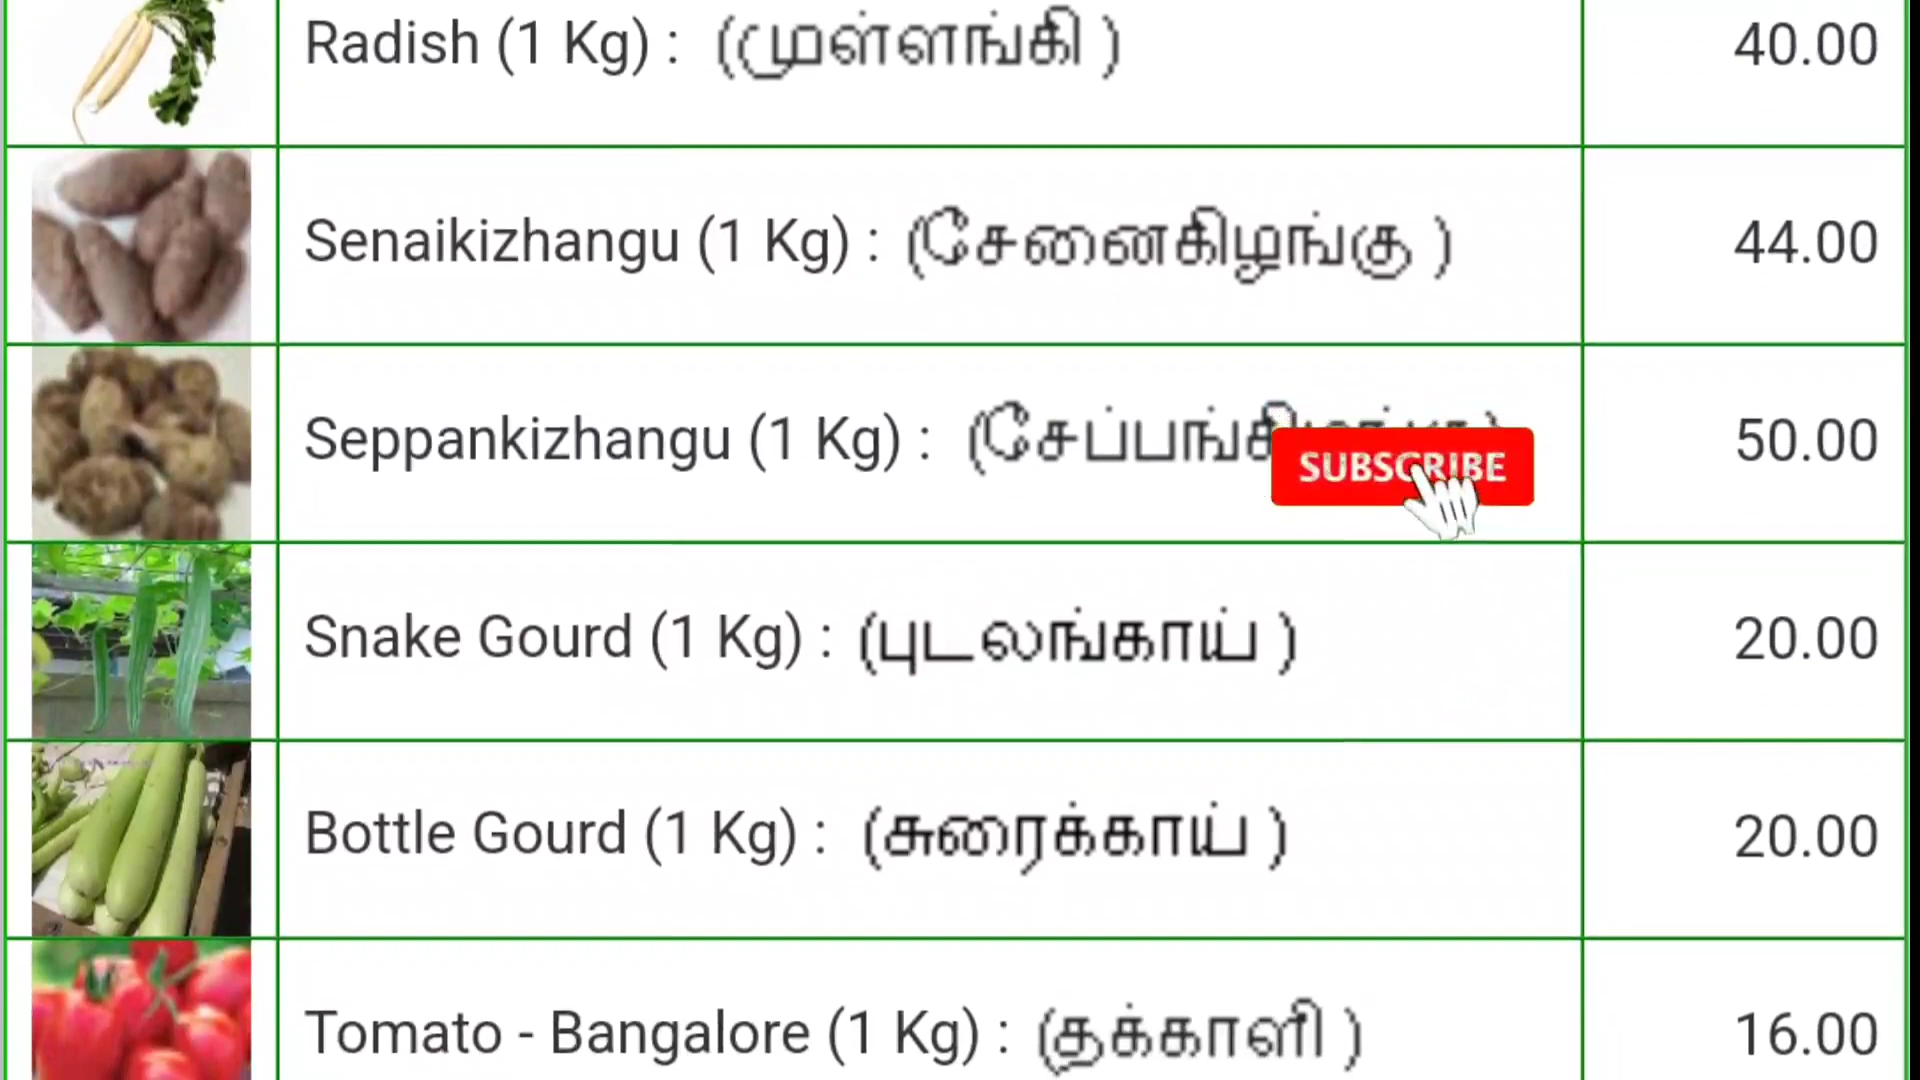 Radish (1 Kg) : (முள்ளங்கி ) 40.00
Senaikizhangu (1 Kg) : (சேனைகிழங்கு ) 44.00
Seppankizhangu (1 Kg) : 50.00
SUBSCRIBE
Snake Gourd (1 Kg) : (புடலங்காய் ) 20.00
Bottle Gourd (1 Kg) : (சுரைக்காய் ) 20.00
Tomato - Bangalore (1 Kg) : (தக்காளி ) 16.00